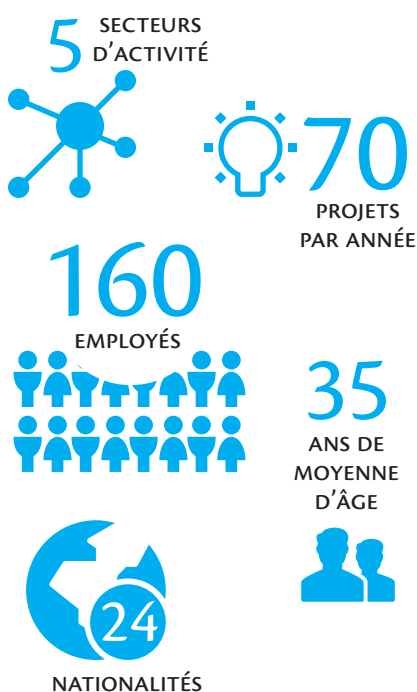 5 SECTEURS
D'ACTIVITÉ
70
PROJETS
PAR ANNÉE
160
EMPLOYÉS
35
ANS DE
MOYENNE
D'ÂGE
24
NATIONALITÉS